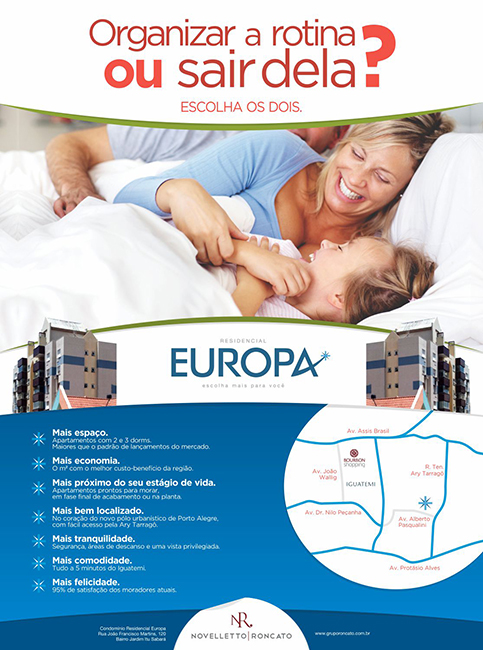 Organizar a rotina
ou sair dela?
ESCOLHA OS DOIS.
RESIDENCIAL
EUROPA
escolha mais para você
Mais espaço.
Apartamentos com 2 e 3 dorms.
Maiores que o padrão de lançamentos do mercado.
Mais economia.
O m² com o melhor custo-benefício da região.
Mais próximo do seu estágio de vida.
Apartamentos prontos para morar,
em fase final de acabamento ou na planta.
Mais bem localizado.
No coração do novo pólo urbanístico de Porto Alegre,
com fácil acesso pela Ary Tarragô.
Mais tranquilidade.
Segurança, áreas de descanso e uma vista privilegiada.
Mais comodidade.
Tudo a 5 minutos do Iguatemi.
Mais felicidade.
95% de satisfação dos moradores atuais.
Av. Assis Brasil
BOURBON
shopping
Av. João
Wallig
IGUATEMI
R. Ten.
Ary Tarragô
Av. Dr. Nilo Peçanha
Av. Alberto
Pasqualini
Av. Protásio Alves
Condomínio Residencial Europa
Rua João Francisco Martins, 120
Bairro Jardim Itu Sabará
NR
NOVELLETTO|RONCATO
www.gruporoncato.com.br